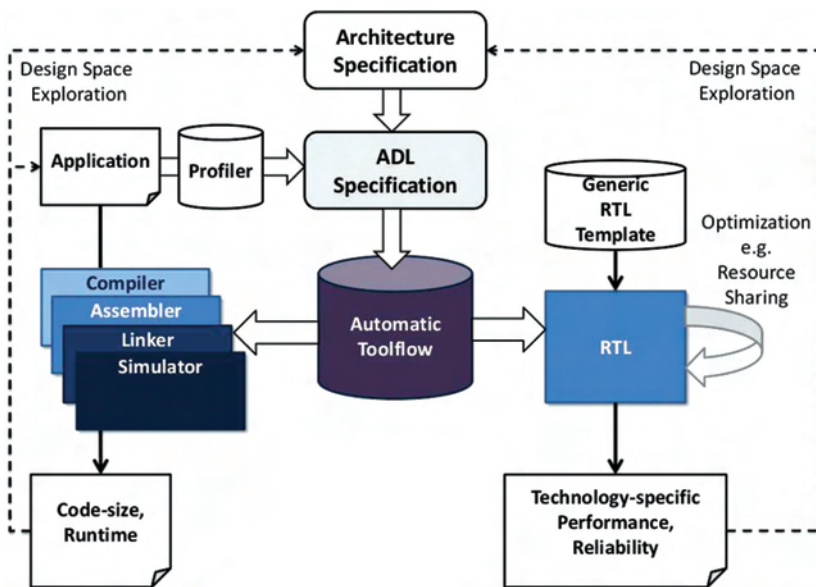 Architecture
Specification
Design Space
Exploration
Design Space
Exploration
Application
Profiler
ADL
Specification
Generic
RTL
Template
Optimization
e.g.
Resource
Sharing
Compiler
Assembler
Linker
Simulator
Automatic
Toolflow
RTL
Code-size,
Runtime
Technology-specific
Performance,
Reliability